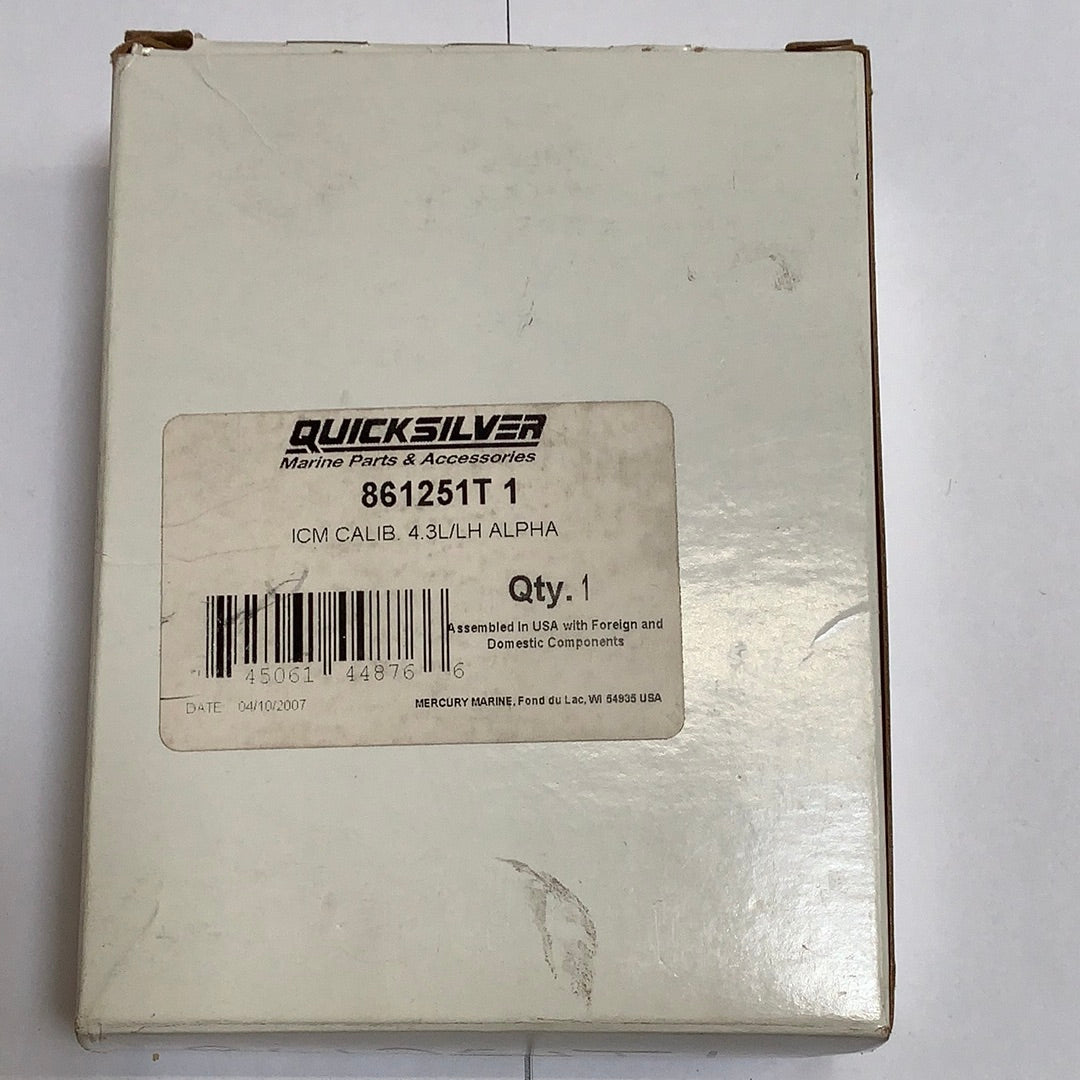 QUICKSILVER
Marine Parts & Accessories
861251T 1
ICM CALIB. 4.3L/LH ALPHA
Qty. 1
Assembled In USA with Foreign and
Domestic Components
45061 44876 6
DATE 04/10/2007
MERCURY MARINE, Fond du Lac, WI 54935 USA